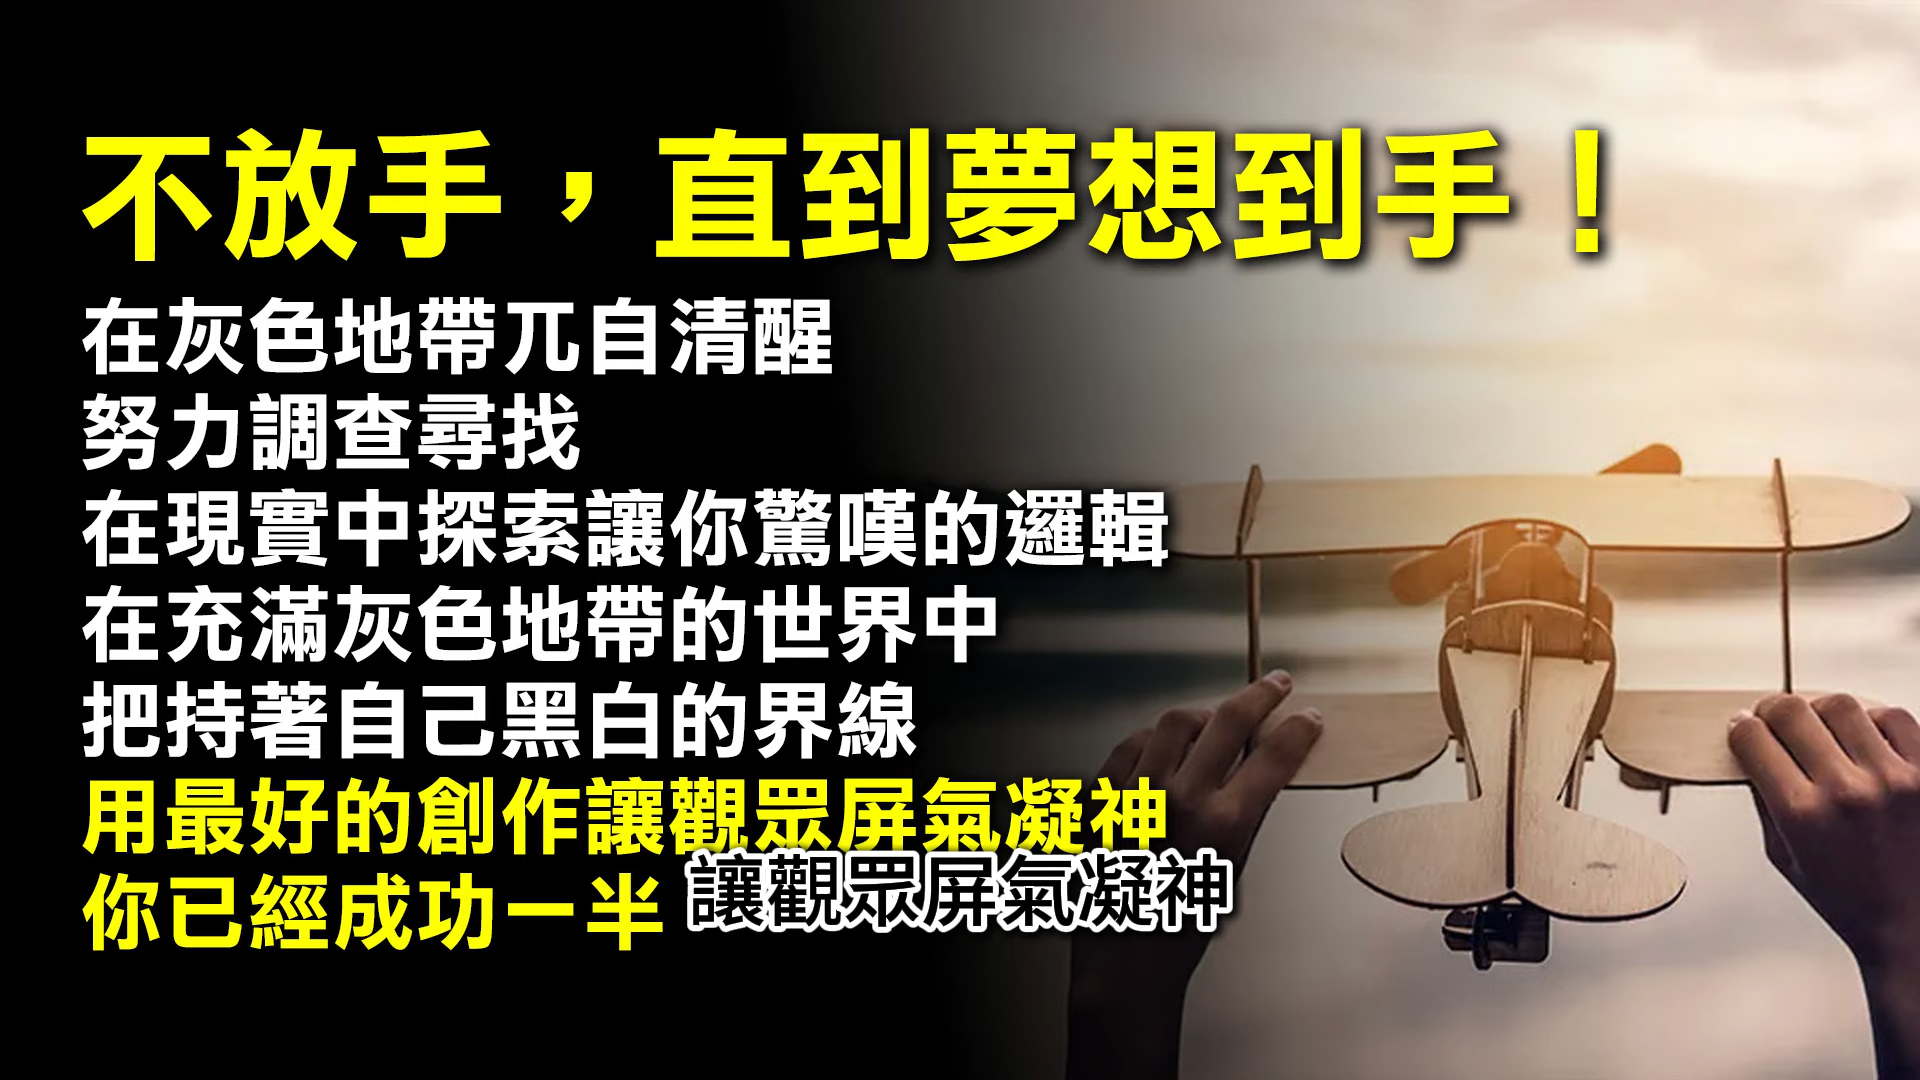 不放手，直到夢想到手！
在灰色地帶兀自清醒
努力調查尋找
在現實中探索讓你驚嘆的邏輯
在充滿灰色地帶的世界中
把持著自己黑白的界線
用最好的創作讓觀眾屏氣凝神
你已經成功一半
讓觀眾屏氣凝神